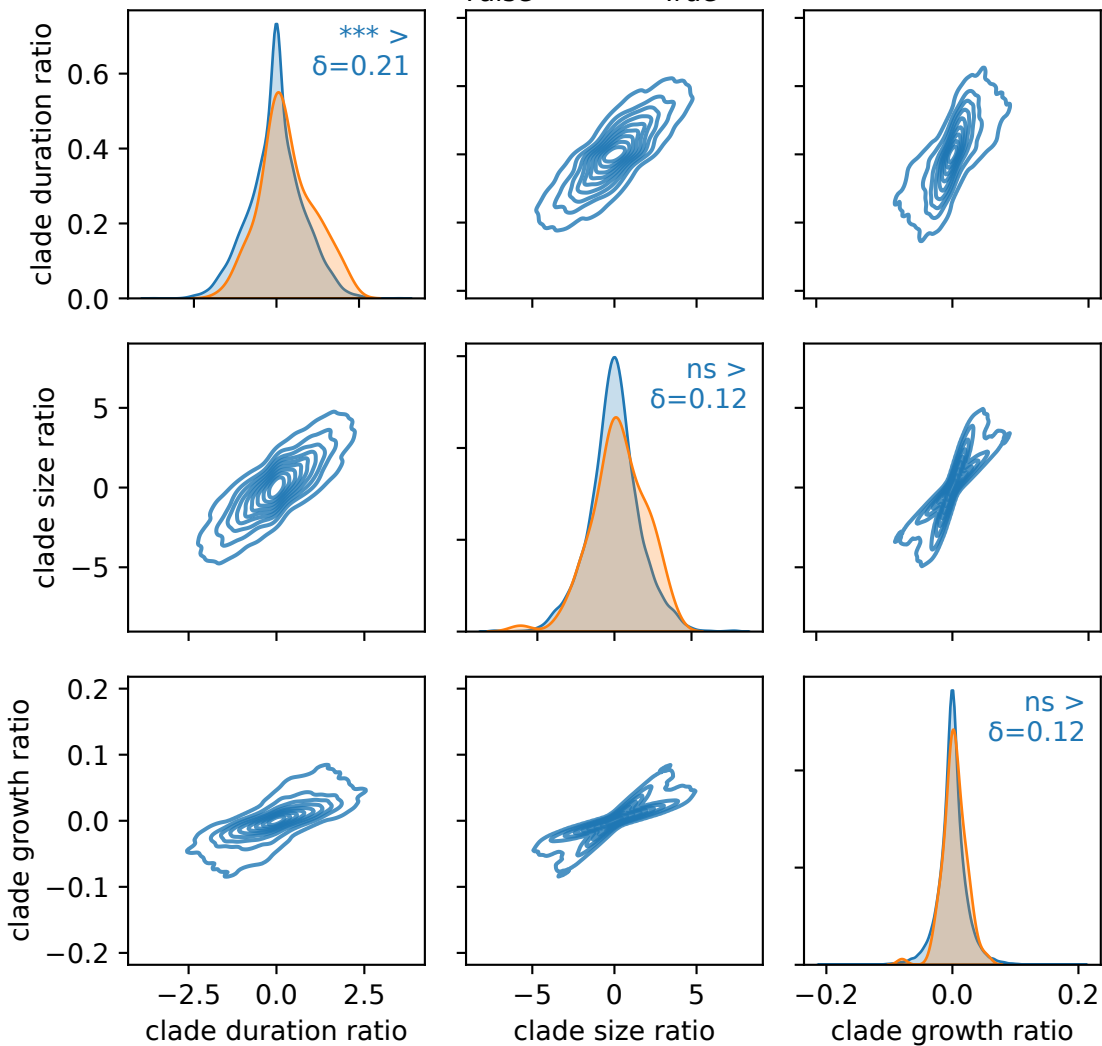 clade duration ratio
0.6
0.4
0.2
0.0
*** >
δ=0.21
clade size ratio
5
0
−5
ns >
δ=0.12
clade growth ratio
0.2
0.1
0.0
−0.1
−0.2
ns >
δ=0.12
−2.5 0.0 2.5
−5 0 5
−0.2 0.0 0.2
clade duration ratio
clade size ratio
clade growth ratio